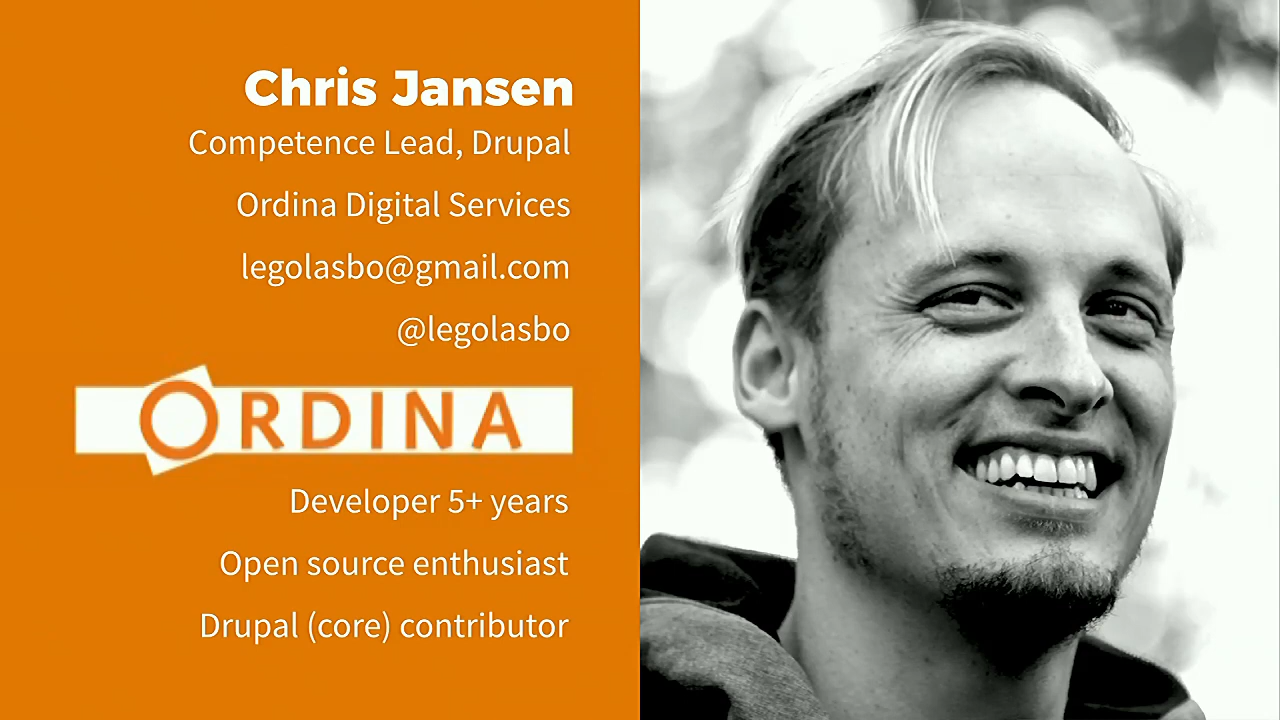 Chris Jansen
Competence Lead, Drupal
Ordina Digital Services
legolasbo@gmail.com
@legolasbo
ORDINA
Developer 5+ years
Open source enthusiast
Drupal (core) contributor